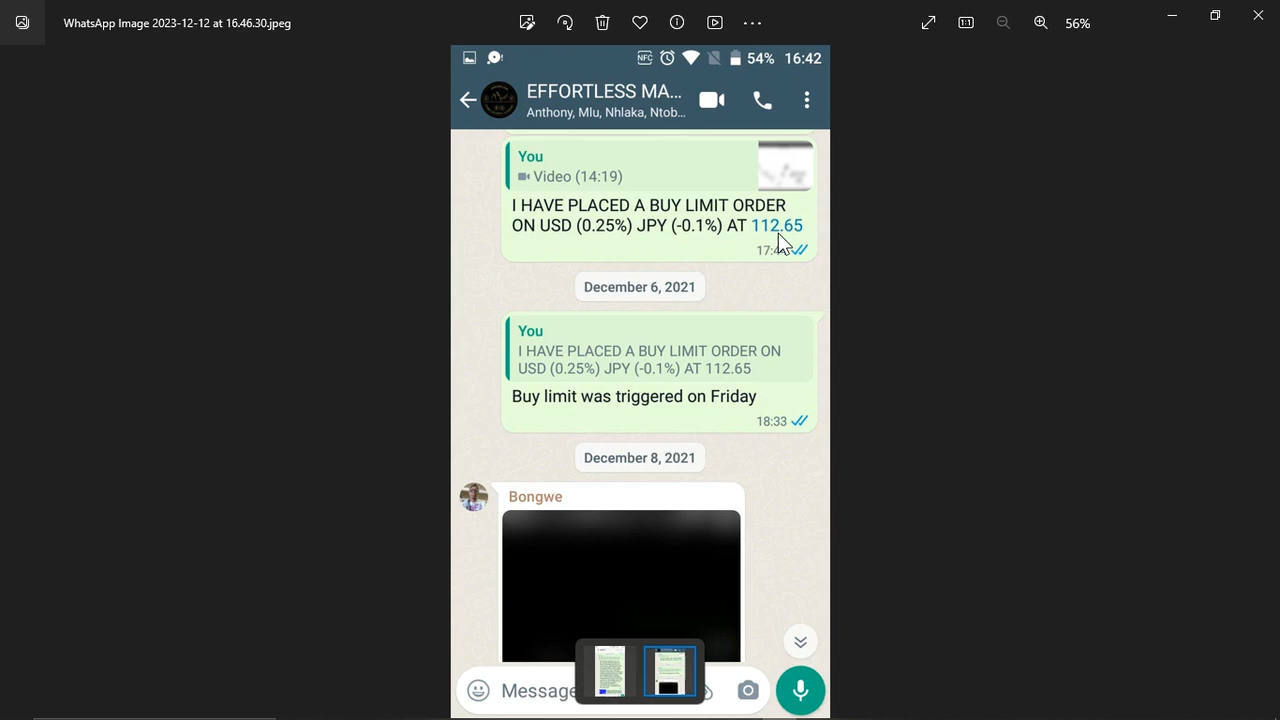 WhatsApp Image 2023-12-12 at 16.46.30.jpeg
56%
NFC
54% 16:42
EFFORTLESS MA...
Anthony, Mlu, Nhlaka, Ntob...
You
Video (14:19)
I HAVE PLACED A BUY LIMIT ORDER
ON USD (0.25%) JPY (-0.1%) AT 112.65
December 6, 2021
You
I HAVE PLACED A BUY LIMIT ORDER ON
USD (0.25%) JPY (-0.1%) AT 112.65
Buy limit was triggered on Friday
18:33
December 8, 2021
Bongwe
Message